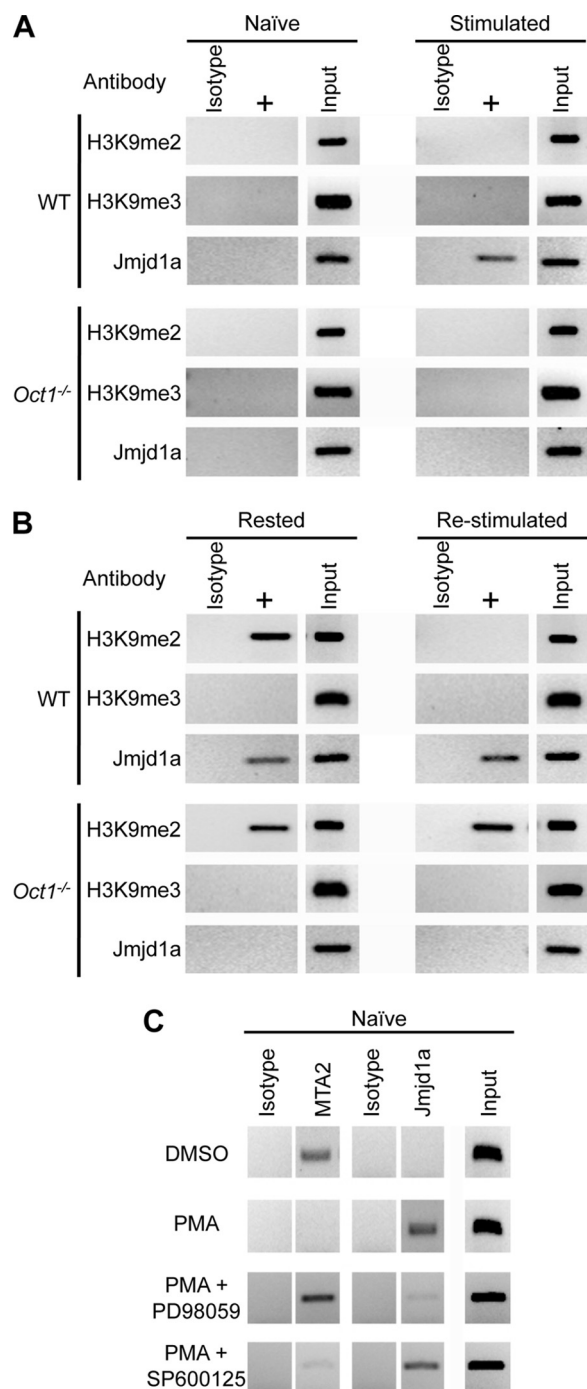 A
Naïve Stimulated
Antibody Isotype + Input Isotype + Input
WT
H3K9me2
H3K9me3
Jmjd1a
Oct1-/-
H3K9me2
H3K9me3
Jmjd1a
B
Rested Re-stimulated
Antibody Isotype + Input Isotype + Input
WT
H3K9me2
H3K9me3
Jmjd1a
Oct1-/-
H3K9me2
H3K9me3
Jmjd1a
C
Naïve
Isotype MTA2 Isotype Jmjd1a Input
DMSO
PMA
PMA +
PD98059
PMA +
SP600125